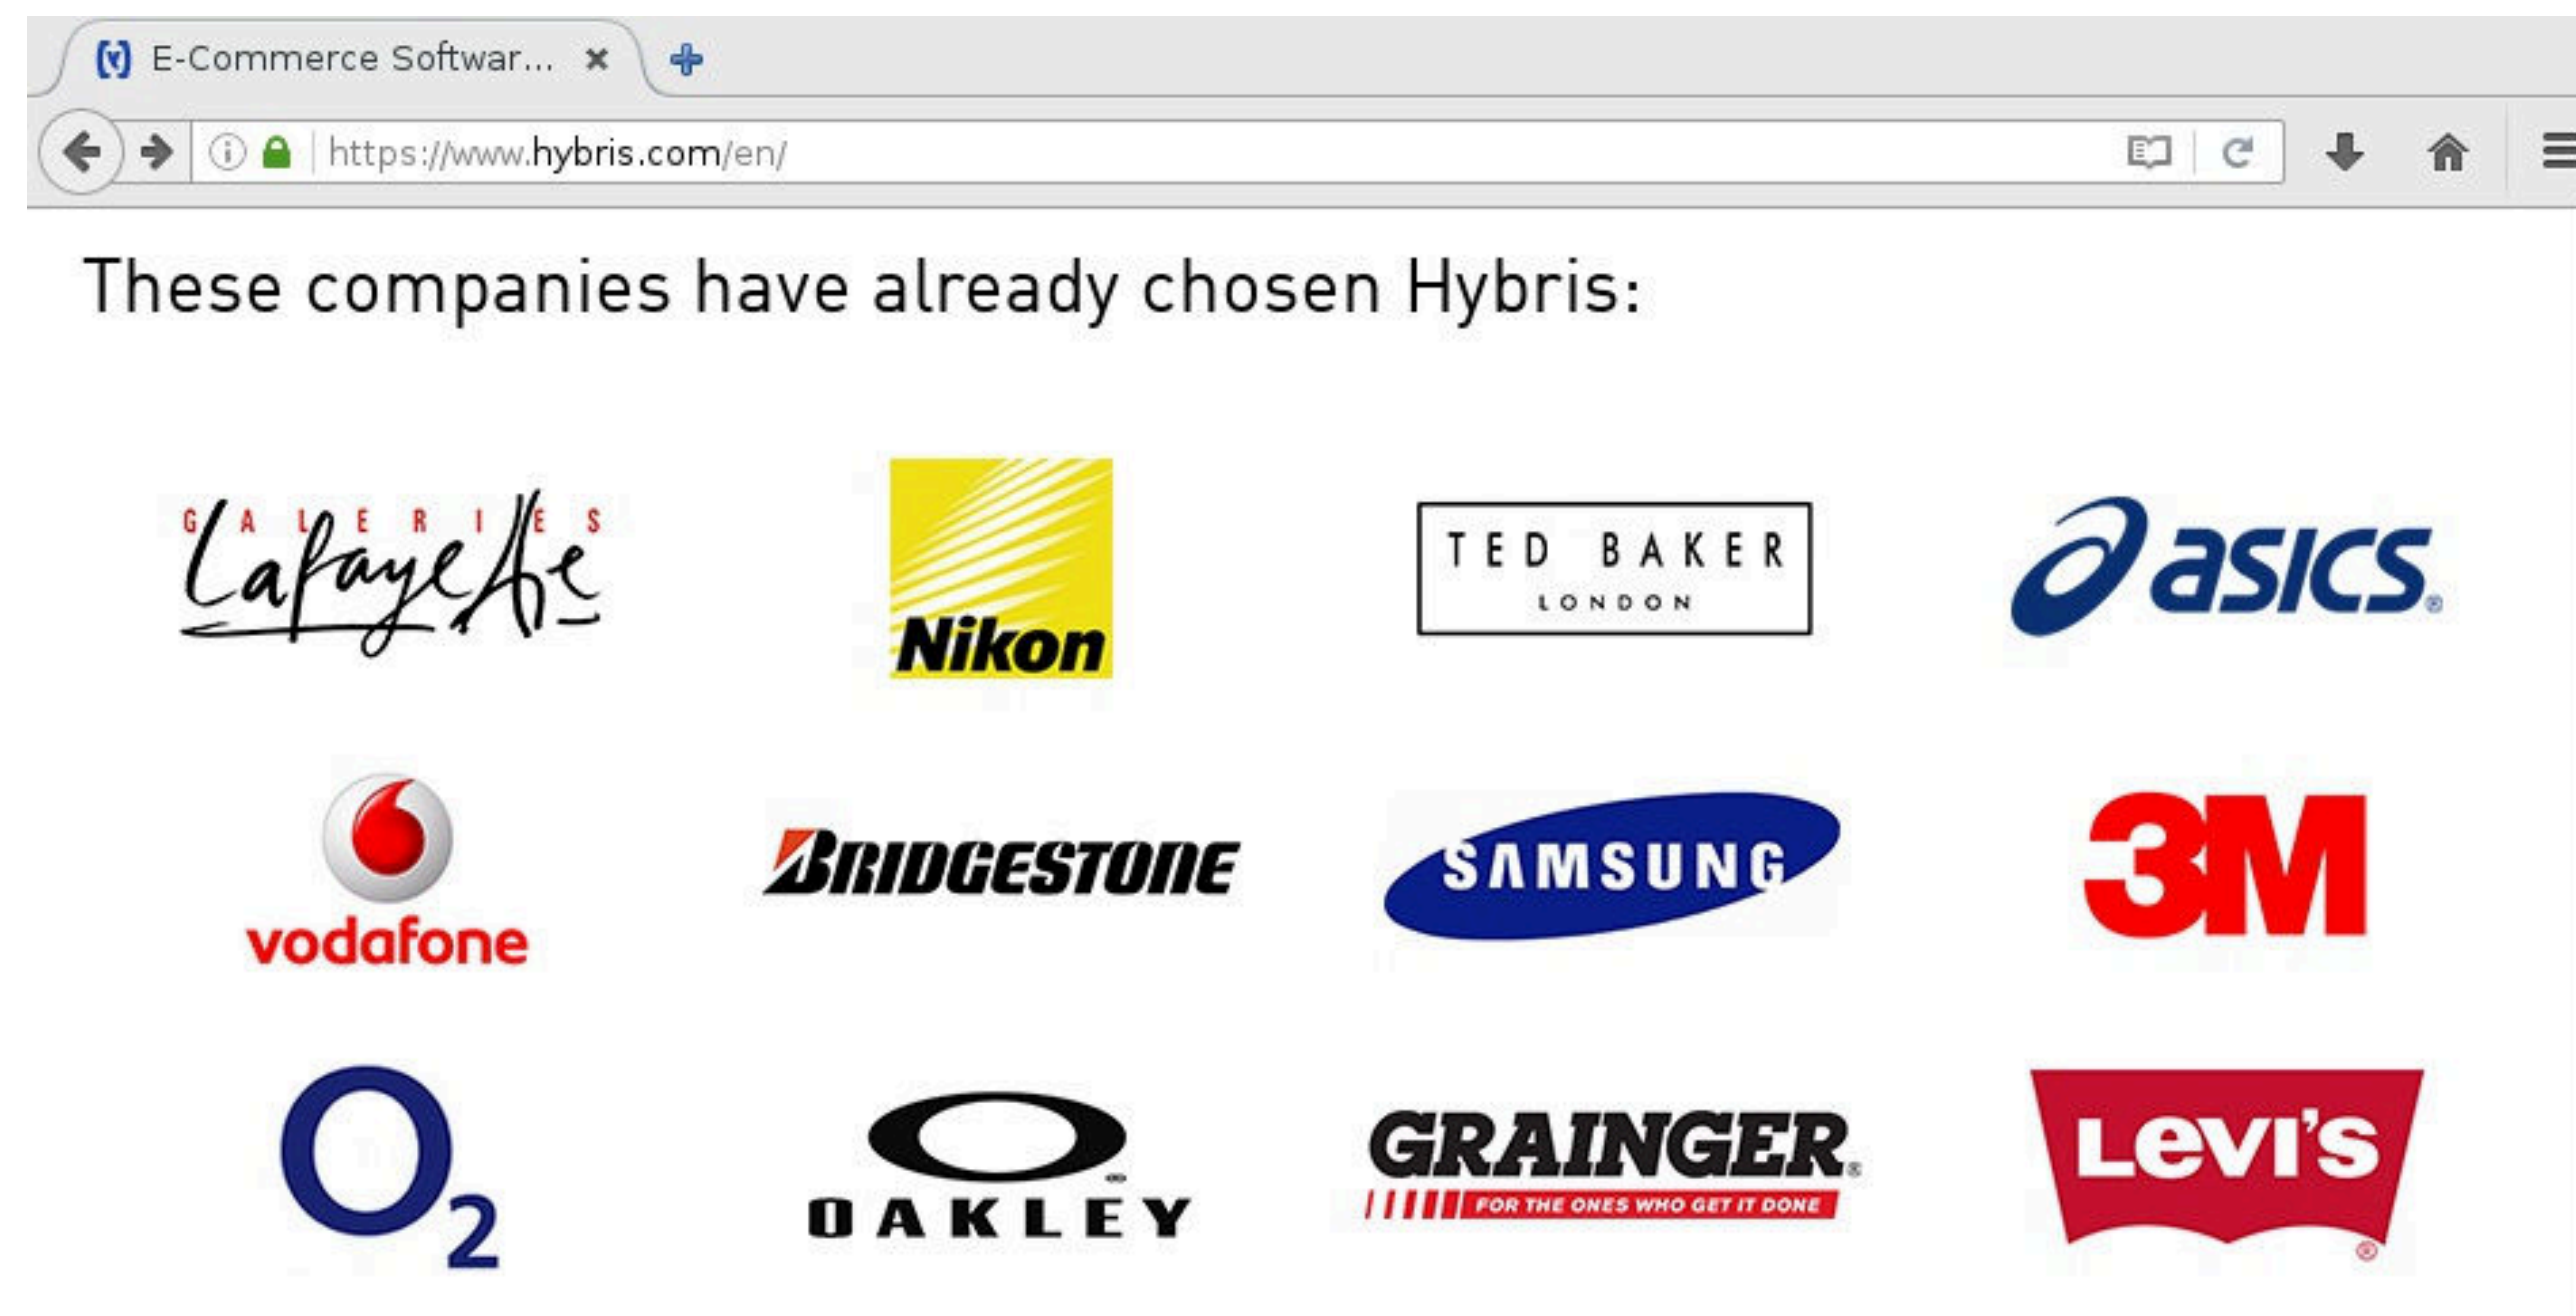 E-Commerce Softwar...
https://www.hybris.com/en/
These companies have already chosen Hybris:
GALERIES
Lafayette
Nikon
TED BAKER
LONDON
asics®
vodafone
BRIDGESTONE
SAMSUNG
3M
O2
OAKLEY
GRAINGER®
FOR THE ONES WHO GET IT DONE
LEVI'S
®